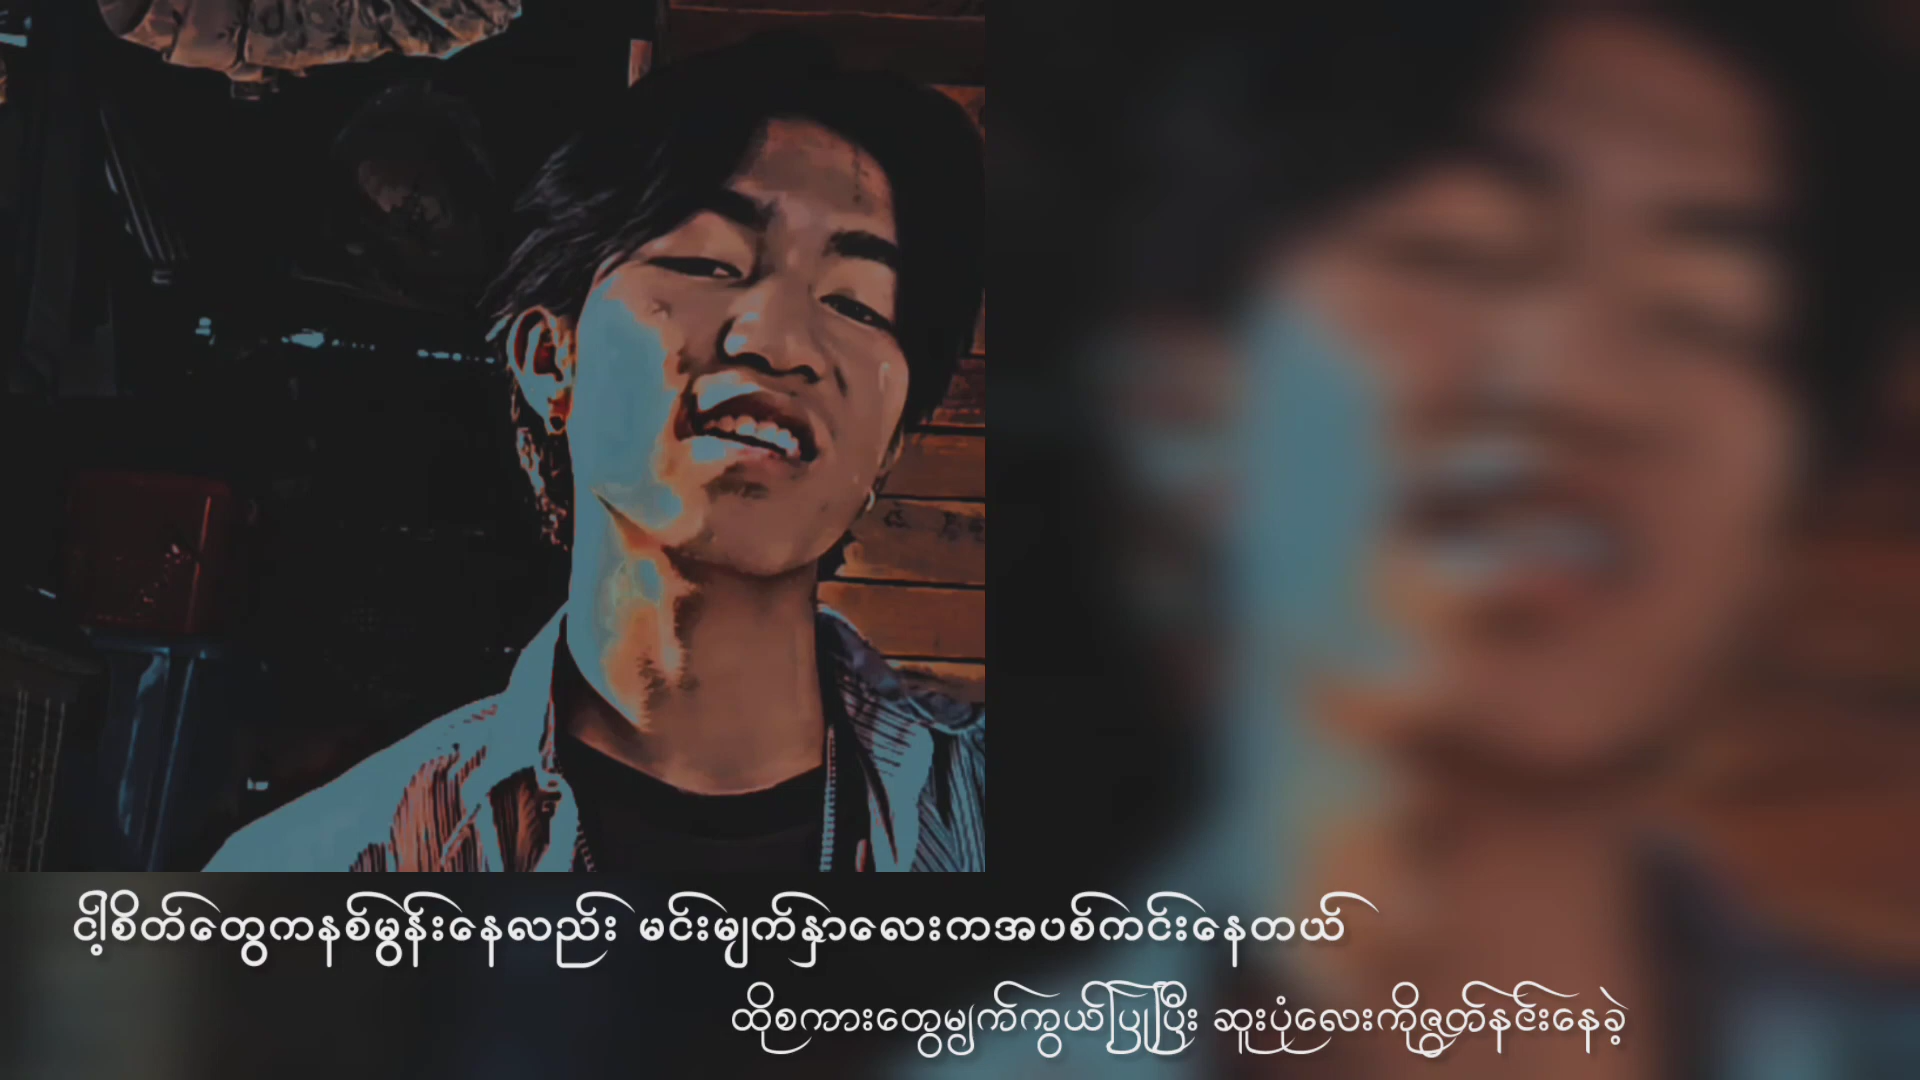 ငါ့စိတ်တွေကနစ်မွန်းနေလည်း မင်းမျက်နှာလေးကအပစ်ကင်းနေတယ်
ထိုစကားတွေမျှက်ကွယ်ပြုပြီး ဆူးပုံလေးကိုဇွတ်နင်းနေခဲ့